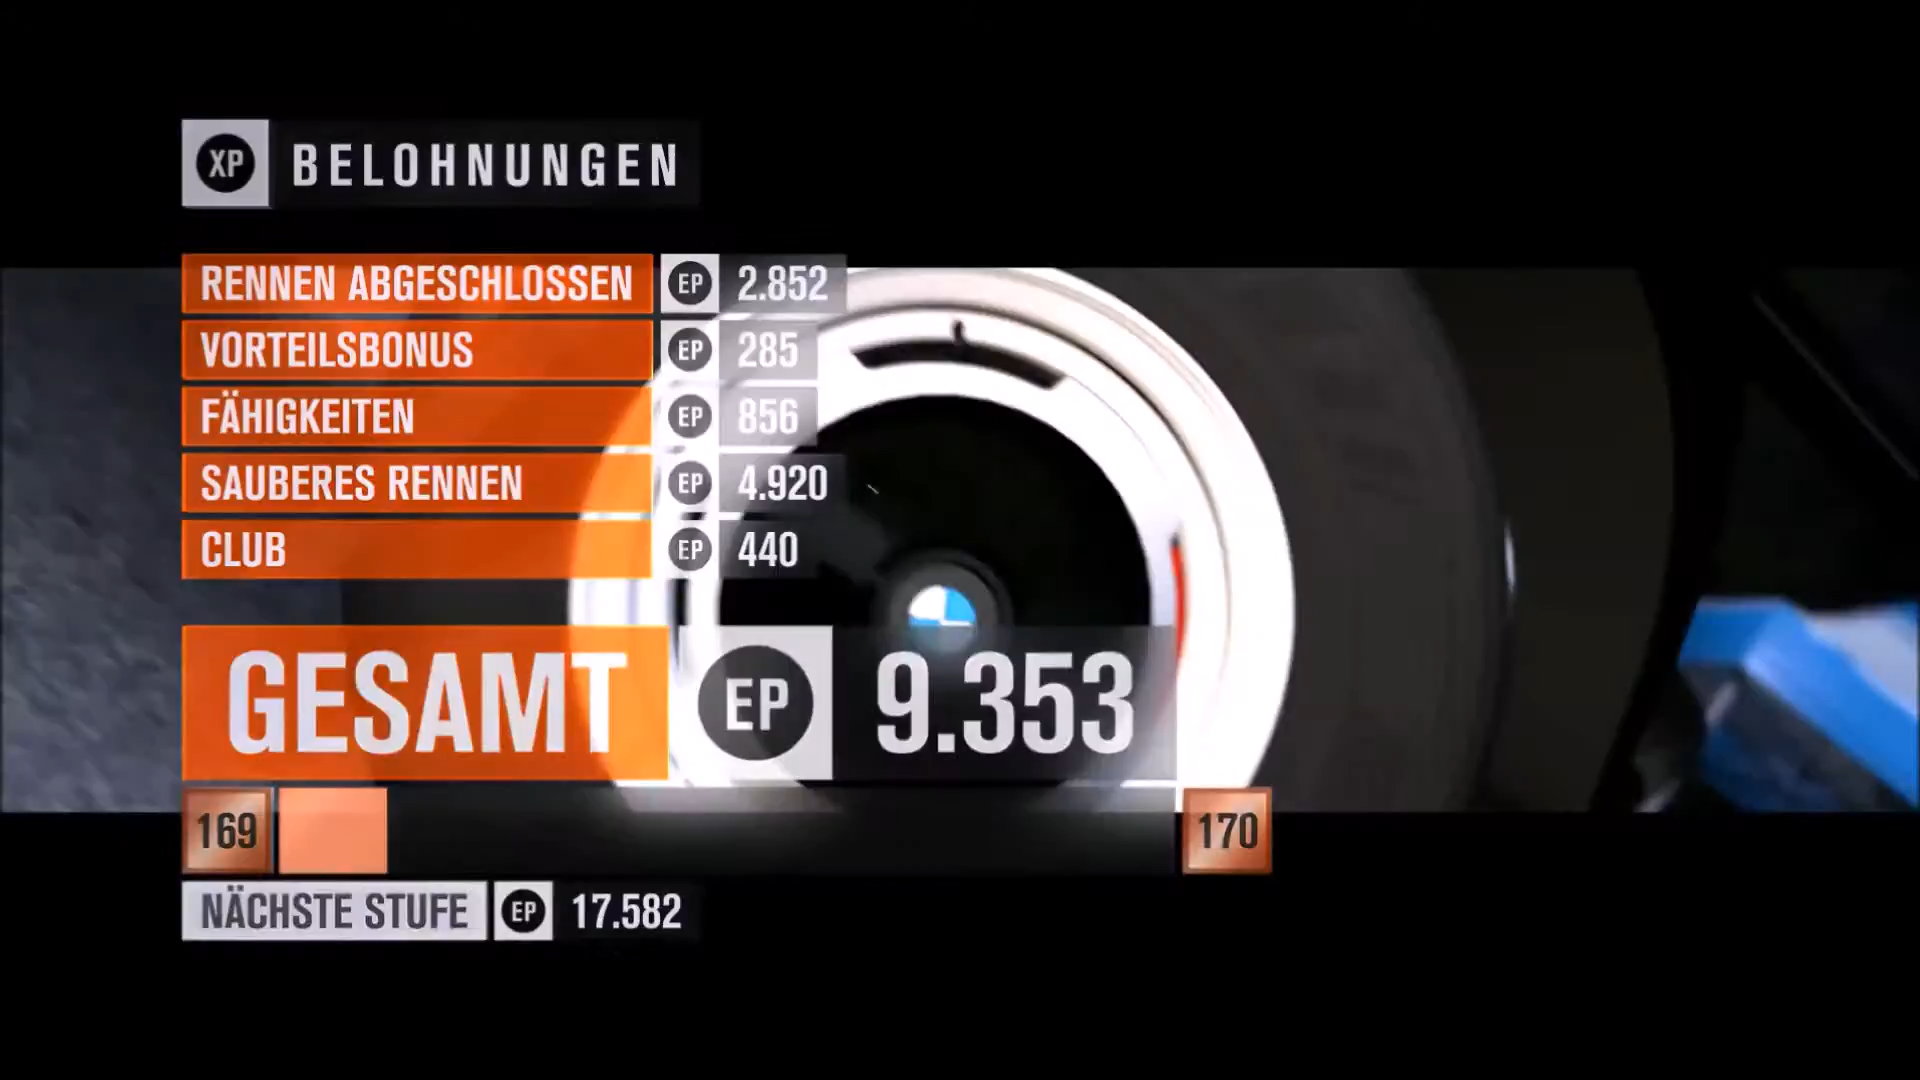 XP BELOHNUNGEN
RENNEN ABGESCHLOSSEN EP 2.852
VORTEILSBONUS EP 285
FÄHIGKEITEN EP 856
SAUBERES RENNEN EP 4.920
CLUB EP 440
GESAMT EP 9.353
169 170
NÄCHSTE STUFE EP 17.582